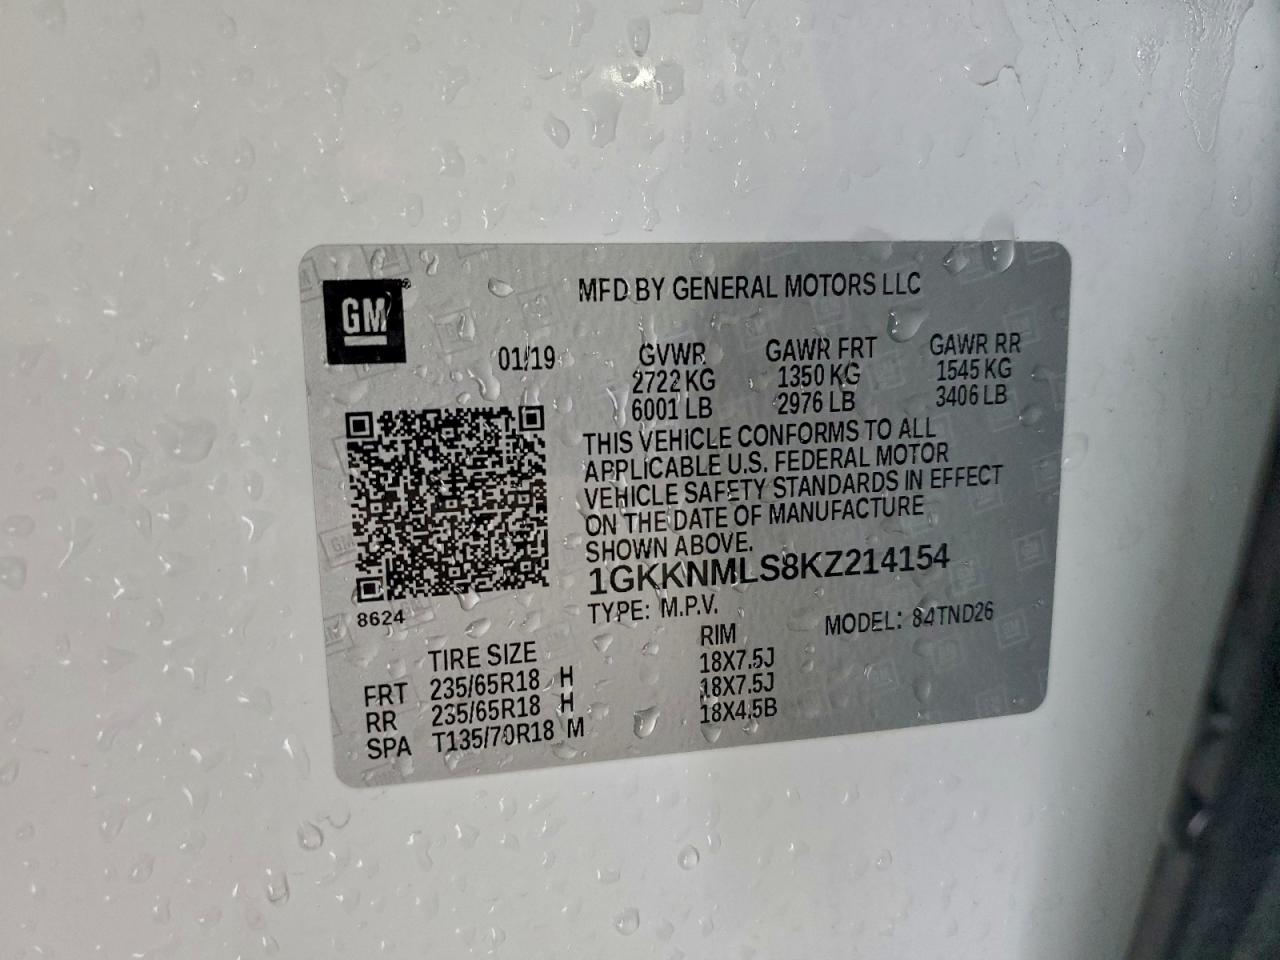 GM
MFD BY GENERAL MOTORS LLC
01/19 GVWR GAWR FRT GAWR RR
2722 KG 1350 KG 1545 KG
6001 LB 2976 LB 3406 LB
THIS VEHICLE CONFORMS TO ALL
APPLICABLE U.S. FEDERAL MOTOR
VEHICLE SAFETY STANDARDS IN EFFECT
ON THE DATE OF MANUFACTURE
SHOWN ABOVE.
1GKKNMLS8KZ214154
8624
TYPE: M.P.V. MODEL: 84TND26
TIRE SIZE RIM
FRT 235/65R18 H 18X7.5J
RR 235/65R18 H 18X7.5J
SPA T135/70R18 M 18X4.5B